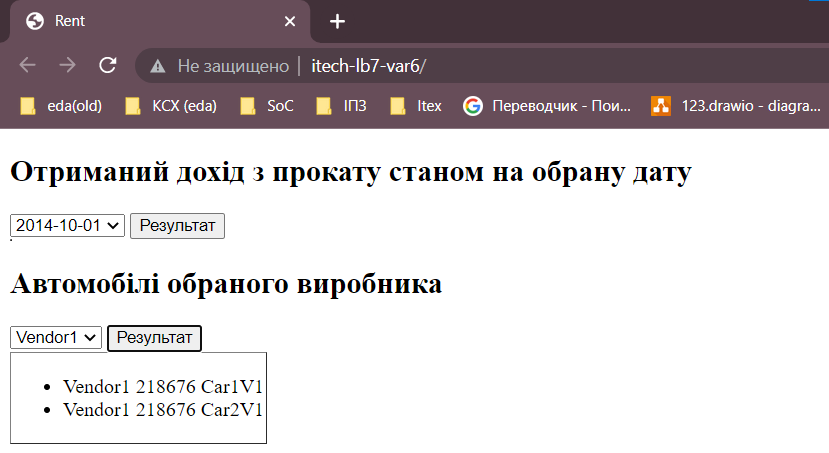 Rent
Не защищено | itech-lb7-var6/
eda(old) КСХ (eda) SoC ІПЗ Itex Переводчик - Пои... 123.drawio - diagra...
Отриманий дохід з прокату станом на обрану дату
2014-10-01 Результат
Автомобілі обраного виробника
Vendor1 Результат
• Vendor1 218676 Car1V1
• Vendor1 218676 Car2V1